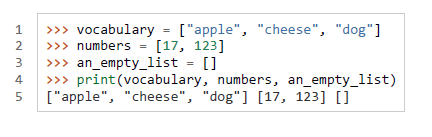 1 >>> vocabulary = ["apple", "cheese", "dog"]
2 >>> numbers = [17, 123]
3 >>> an_empty_list = []
4 >>> print(vocabulary, numbers, an_empty_list)
5 ["apple", "cheese", "dog"] [17, 123] []